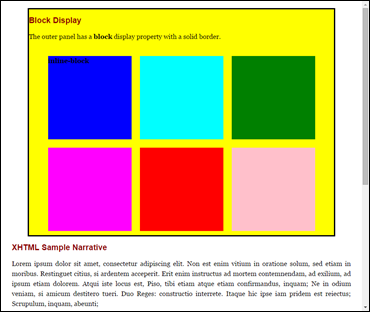 Block Display
The outer panel has a block display property with a solid border.
inline-block
XHTML Sample Narrative
Lorem ipsum dolor sit amet, consectetur adipiscing elit. Non est enim vitium in oratione solum, sed etiam in
moribus. Restinguet citius, si ardentem acceperit. Erit enim instructus ad mortem contemnendam, ad exilium, ad
ipsum etiam dolorem. Atqui iste locus est, Piso, tibi etiam atque etiam confirmandus, inquam; Ne in odium
veniam, si amicum destitero tueri. Duo Reges: constructio interrete. Itaque hic ipse iam pridem est reiectus;
Scrupulum, inquam, abeunti;